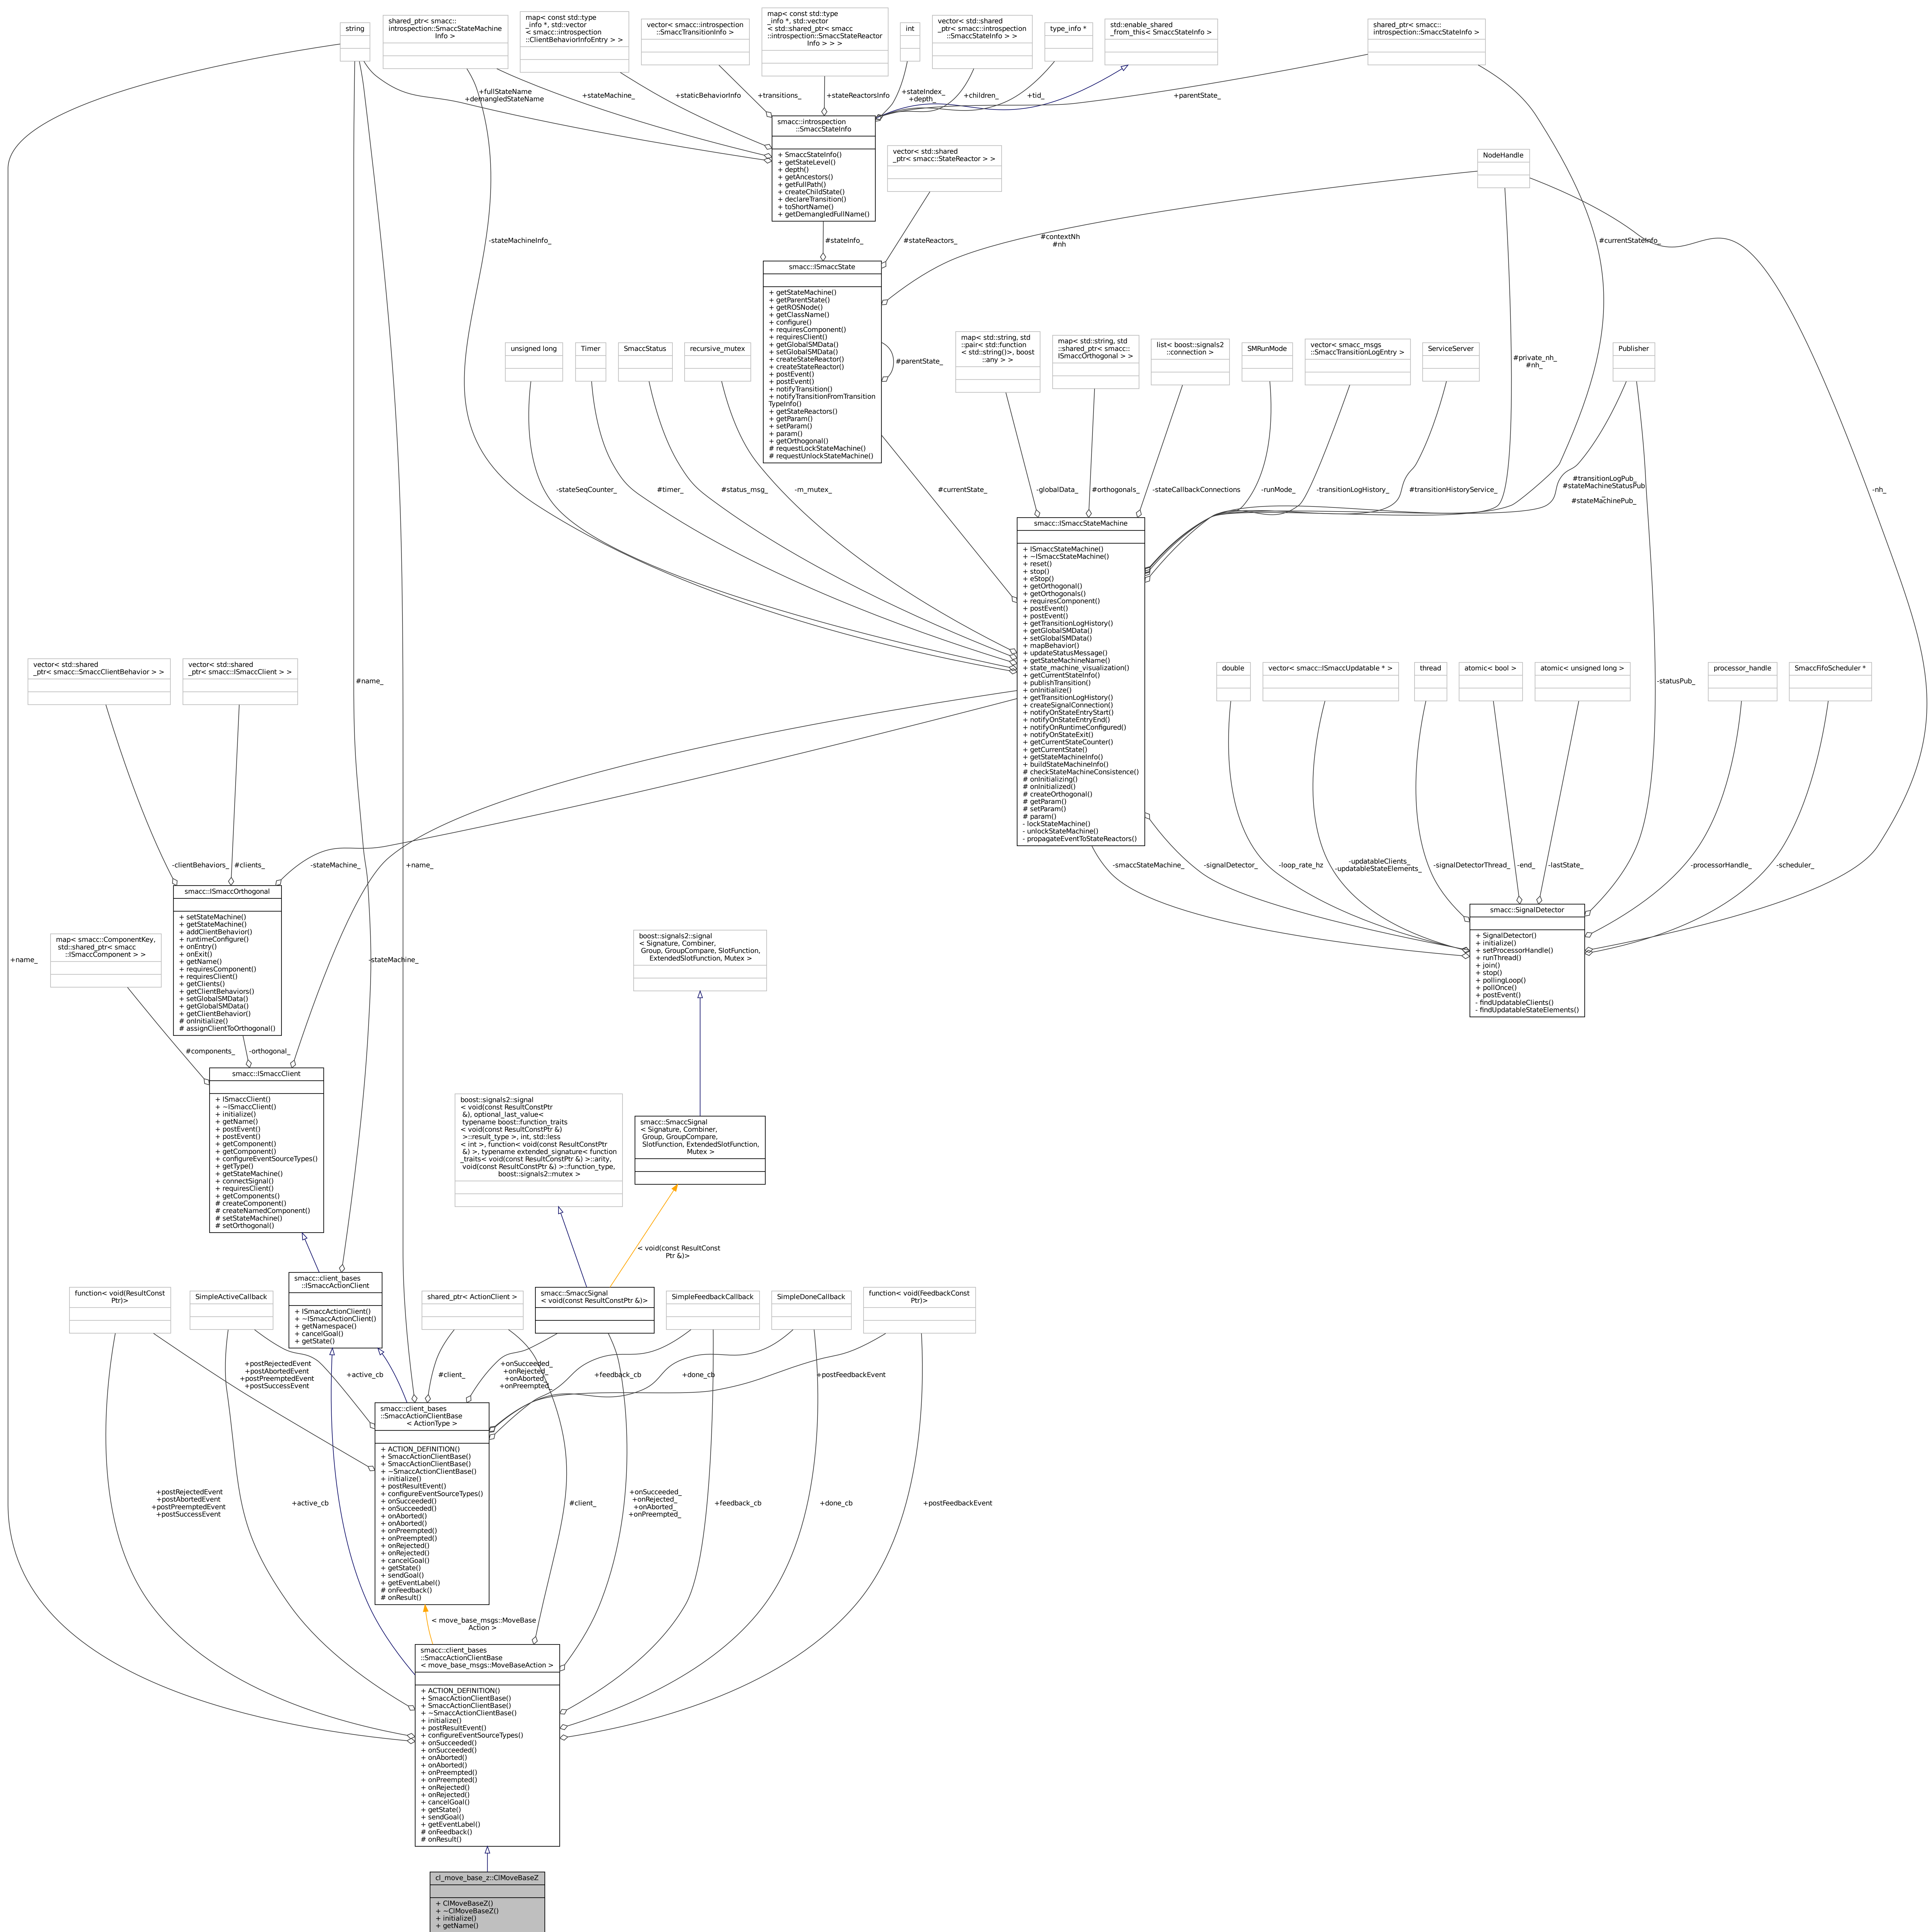 string
shared_ptr< smacc::
introspection::SmaccStateMachine
Info >
map< const std::type
_info *, std::vector
< smacc::introspection
::ClientBehaviorInfoEntry > >
vector< smacc::introspection
::SmaccTransitionInfo >
map< const std::type
_info *, std::vector
< std::shared_ptr< smacc
::introspection::SmaccStateReactor
Info > > >
int
vector< std::shared
_ptr< smacc::introspection
::SmaccStateInfo > >
type_info *
std::enable_shared
_from_this< SmaccStateInfo >
shared_ptr< smacc::
introspection::SmaccStateInfo >
+fullStateName
+demangledStateName
+stateMachine_
+staticBehaviorInfo
+transitions_
+stateReactorsInfo
+stateIndex_
+depth_
+children_
+tid_
+parentState_
smacc::introspection
::SmaccStateInfo
+ SmaccStateInfo()
+ getStateLevel()
+ depth()
+ getAncestors()
+ getFullPath()
+ createChildState()
+ declareTransition()
+ toShortName()
+ getDemangledFullName()
vector< std::shared
_ptr< smacc::StateReactor > >
NodeHandle
-stateMachineInfo_
#stateInfo_
#stateReactors_
#contextNh
#nh
#currentStateInfo_
smacc::ISmaccState
+ getStateMachine()
+ getParentState()
+ getROSNode()
+ getClassName()
+ configure()
+ requiresComponent()
+ requiresClient()
+ getGlobalSMData()
+ setGlobalSMData()
+ createStateReactor()
+ createStateReactor()
+ postEvent()
+ postEvent()
+ notifyTransition()
+ notifyTransitionFromTransition
TypeInfo()
+ getStateReactors()
+ getParam()
+ setParam()
+ param()
+ getOrthogonal()
# requestLockStateMachine()
# requestUnlockStateMachine()
#parentState_
unsigned long
Timer
SmaccStatus
recursive_mutex
map< std::string, std
::pair< std::function
< std::string()>, boost
::any > >
map< std::string, std
::shared_ptr< smacc::
ISmaccOrthogonal > >
list< boost::signals2
::connection >
SMRunMode
vector< smacc_msgs
::SmaccTransitionLogEntry >
ServiceServer
Publisher
#private_nh_
#nh_
-stateSeqCounter_
#timer_
#status_msg_
-m_mutex_
#currentState_
-globalData_
#orthogonals_
-stateCallbackConnections
-runMode_
-transitionLogHistory_
#transitionHistoryService_
#transitionLogPub_
#stateMachineStatusPub
_
#stateMachinePub_
-nh_
smacc::ISmaccStateMachine
+ ISmaccStateMachine()
+ ~ISmaccStateMachine()
+ reset()
+ stop()
+ eStop()
+ getOrthogonal()
+ getOrthogonals()
+ requiresComponent()
+ postEvent()
+ postEvent()
+ getTransitionLogHistory()
+ getGlobalSMData()
+ setGlobalSMData()
+ mapBehavior()
+ updateStatusMessage()
+ getStateMachineName()
+ state_machine_visualization()
+ getCurrentStateInfo()
+ publishTransition()
+ onInitialize()
+ getTransitionLogHistory()
+ createSignalConnection()
+ notifyOnStateEntryStart()
+ notifyOnStateEntryEnd()
+ notifyOnRuntimeConfigured()
+ notifyOnStateExit()
+ getCurrentStateCounter()
+ getCurrentState()
+ getStateMachineInfo()
+ buildStateMachineInfo()
# checkStateMachineConsistence()
# onInitializing()
# onInitialized()
# createOrthogonal()
# getParam()
# setParam()
# param()
- lockStateMachine()
- unlockStateMachine()
- propagateEventToStateReactors()
vector< std::shared
_ptr< smacc::SmaccClientBehavior > >
vector< std::shared
_ptr< smacc::ISmaccClient > >
#name_
double
vector< smacc::ISmaccUpdatable * >
thread
atomic< bool >
atomic< unsigned long >
-statusPub_
processor_handle
SmaccFifoScheduler *
-clientBehaviors_
#clients_
-stateMachine_
+name_
-smaccStateMachine_
-signalDetector_
-loop_rate_hz
-updatableClients_
-updatableStateElements_
-signalDetectorThread_
-end_
-lastState_
-processorHandle_
-scheduler_
smacc::ISmaccOrthogonal
+ setStateMachine()
+ getStateMachine()
+ addClientBehavior()
+ runtimeConfigure()
+ onEntry()
+ onExit()
+ getName()
+ requiresComponent()
+ requiresClient()
+ getClients()
+ getClientBehaviors()
+ setGlobalSMData()
+ getGlobalSMData()
+ getClientBehavior()
# onInitialize()
# assignClientToOrthogonal()
smacc::SignalDetector
+ SignalDetector()
+ initialize()
+ setProcessorHandle()
+ runThread()
+ join()
+ stop()
+ pollingLoop()
+ pollOnce()
+ postEvent()
- findUpdatableClients()
- findUpdatableStateElements()
map< smacc::ComponentKey,
std::shared_ptr< smacc
::ISmaccComponent > >
+name_
-stateMachine_
boost::signals2::signal
< Signature, Combiner,
Group, GroupCompare, SlotFunction,
ExtendedSlotFunction, Mutex >
#components_
-orthogonal_
smacc::ISmaccClient
+ ISmaccClient()
+ ~ISmaccClient()
+ initialize()
+ getName()
+ postEvent()
+ postEvent()
+ getComponent()
+ getComponent()
+ configureEventSourceTypes()
+ getType()
+ getStateMachine()
+ connectSignal()
+ requiresClient()
+ getComponents()
# createComponent()
# createNamedComponent()
# setStateMachine()
# setOrthogonal()
boost::signals2::signal
< void(const ResultConstPtr
&), optional_last_value<
typename boost::function_traits
< void(const ResultConstPtr &)
>::result_type >, int, std::less
< int >, function< void(const ResultConstPtr
&) >, typename extended_signature< function
_traits< void(const ResultConstPtr &) >::arity,
void(const ResultConstPtr &) >::function_type,
boost::signals2::mutex >
smacc::SmaccSignal
< Signature, Combiner,
Group, GroupCompare,
SlotFunction, ExtendedSlotFunction,
Mutex >
< void(const ResultConst
Ptr &)>
function< void(ResultConst
Ptr)>
SimpleActiveCallback
smacc::client_bases
::ISmaccActionClient
+ ISmaccActionClient()
+ ~ISmaccActionClient()
+ getNamespace()
+ cancelGoal()
+ getState()
shared_ptr< ActionClient >
smacc::SmaccSignal
< void(const ResultConstPtr &)>
SimpleFeedbackCallback
SimpleDoneCallback
function< void(FeedbackConst
Ptr)>
+postRejectedEvent
+postAbortedEvent
+postPreemptedEvent
+postSuccessEvent
+active_cb
#client_
+onSucceeded_
+onRejected_
+onAborted_
+onPreempted_
+feedback_cb
+done_cb
+postFeedbackEvent
smacc::client_bases
::SmaccActionClientBase
< ActionType >
+ ACTION_DEFINITION()
+ SmaccActionClientBase()
+ SmaccActionClientBase()
+ ~SmaccActionClientBase()
+ initialize()
+ postResultEvent()
+ configureEventSourceTypes()
+ onSucceeded()
+ onSucceeded()
+ onAborted()
+ onAborted()
+ onPreempted()
+ onPreempted()
+ onRejected()
+ onRejected()
+ cancelGoal()
+ getState()
+ sendGoal()
+ getEventLabel()
# onFeedback()
# onResult()
+postRejectedEvent
+postAbortedEvent
+postPreemptedEvent
+postSuccessEvent
+active_cb
#client_
+onSucceeded_
+onRejected_
+onAborted_
+onPreempted_
+feedback_cb
+done_cb
+postFeedbackEvent
< move_base_msgs::MoveBase
Action >
smacc::client_bases
::SmaccActionClientBase
< move_base_msgs::MoveBaseAction >
+ ACTION_DEFINITION()
+ SmaccActionClientBase()
+ SmaccActionClientBase()
+ ~SmaccActionClientBase()
+ initialize()
+ postResultEvent()
+ configureEventSourceTypes()
+ onSucceeded()
+ onSucceeded()
+ onAborted()
+ onAborted()
+ onPreempted()
+ onPreempted()
+ onRejected()
+ onRejected()
+ cancelGoal()
+ getState()
+ sendGoal()
+ getEventLabel()
# onFeedback()
# onResult()
cl_move_base_z::ClMoveBaseZ
+ ClMoveBaseZ()
+ ~ClMoveBaseZ()
+ initialize()
+ getName()